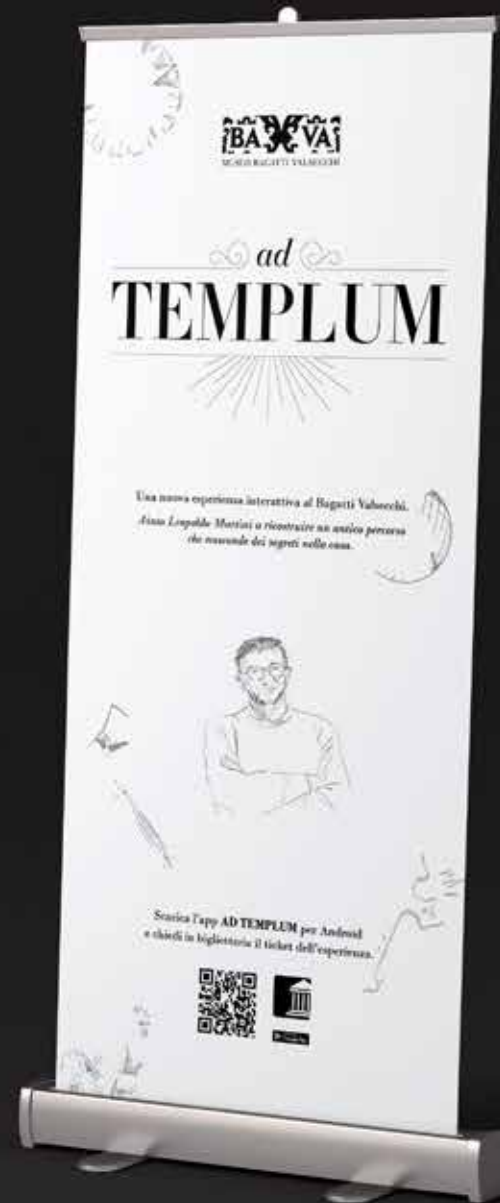 BA VA
MUSEO BAGATTI VALSECCHI
ad
TEMPLUM
Una nuova esperienza interattiva al Bagatti Valsecchi.
Aiuta Leopoldo Martini a ricostruire un antico percorso
che nasconde dei segreti nella casa.
Scarica l'app AD TEMPLUM per Android
e chiedi in biglietteria il ticket dell'esperienza.